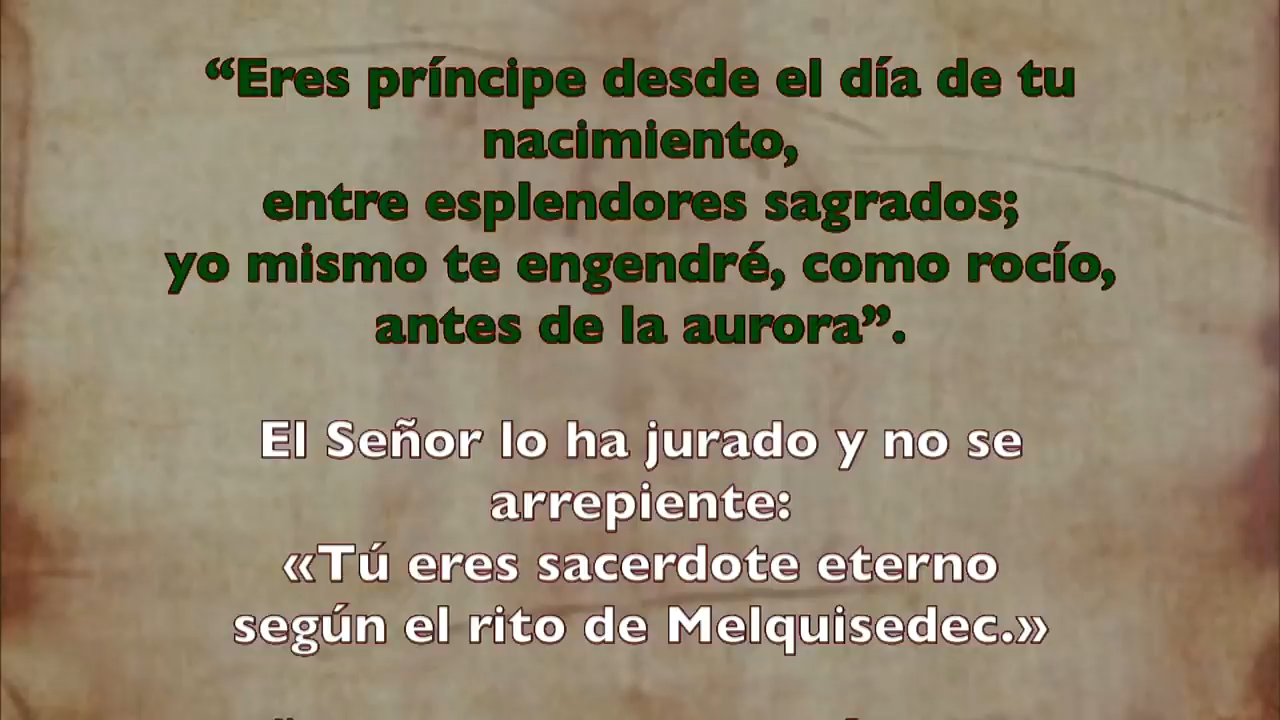 “Eres príncipe desde el día de tu
nacimiento,
entre esplendores sagrados;
yo mismo te engendré, como rocío,
antes de la aurora”.
El Señor lo ha jurado y no se
arrepiente:
«Tú eres sacerdote eterno
según el rito de Melquisedec.»